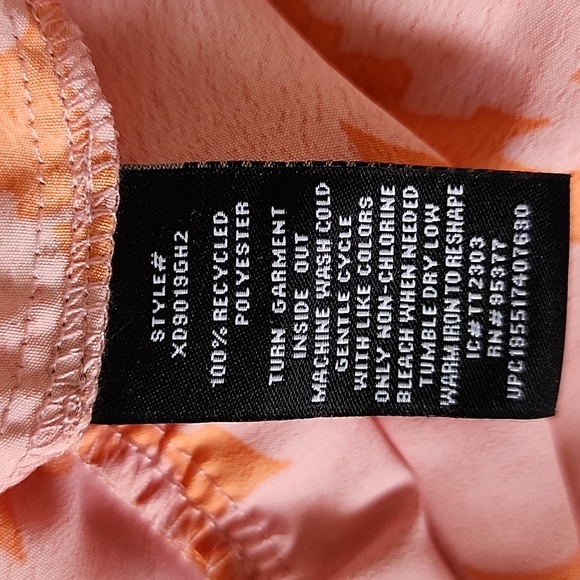 STYLE#
XD9019GH2
100% RECYCLED
POLYESTER
TURN GARMENT
INSIDE OUT
MACHINE WASH COLD
GENTLE CYCLE
WITH LIKE COLORS
ONLY NON-CHLORINE
BLEACH WHEN NEEDED
TUMBLE DRY LOW
WARM IRON TO RESHAPE
IC# TT2303
RN# 95377
UPC195517407690